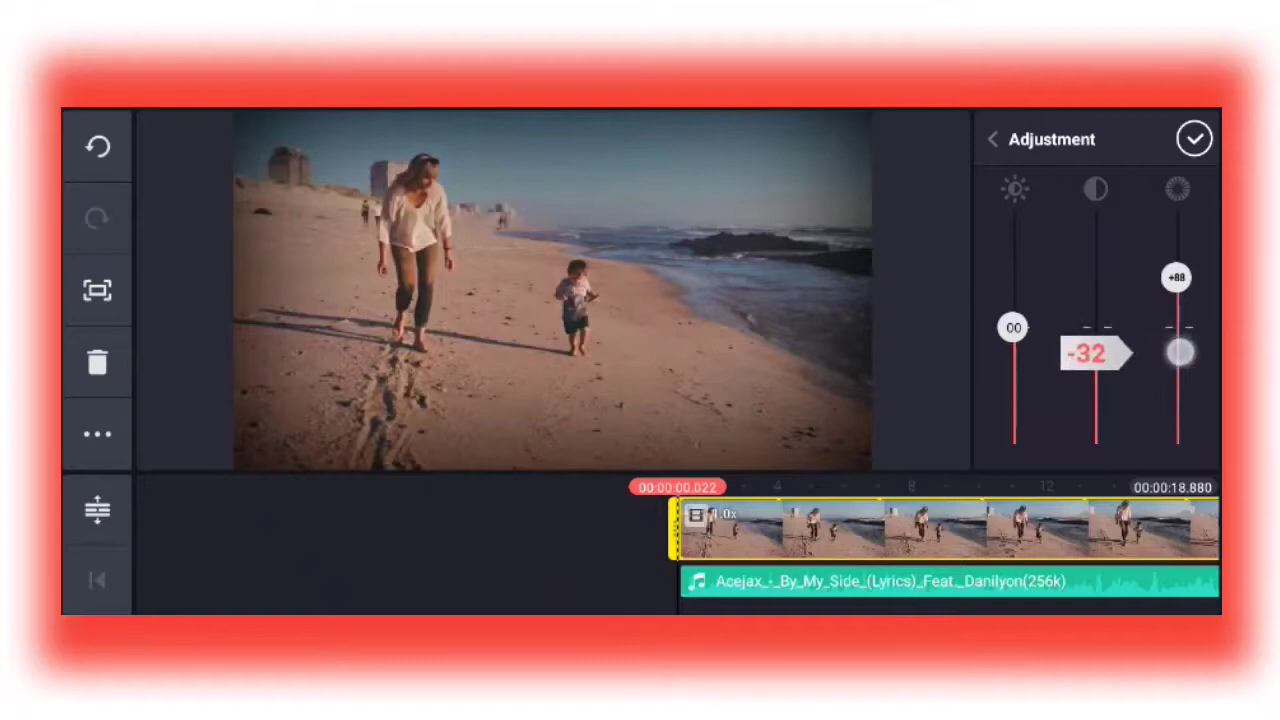 Adjustment
+88
00
-32
00:00:00.022
4
8
12
00:00:18.880
1.0x
Acejax_-_By_My_Side_(Lyrics)_Feat._Danilyon(256k)